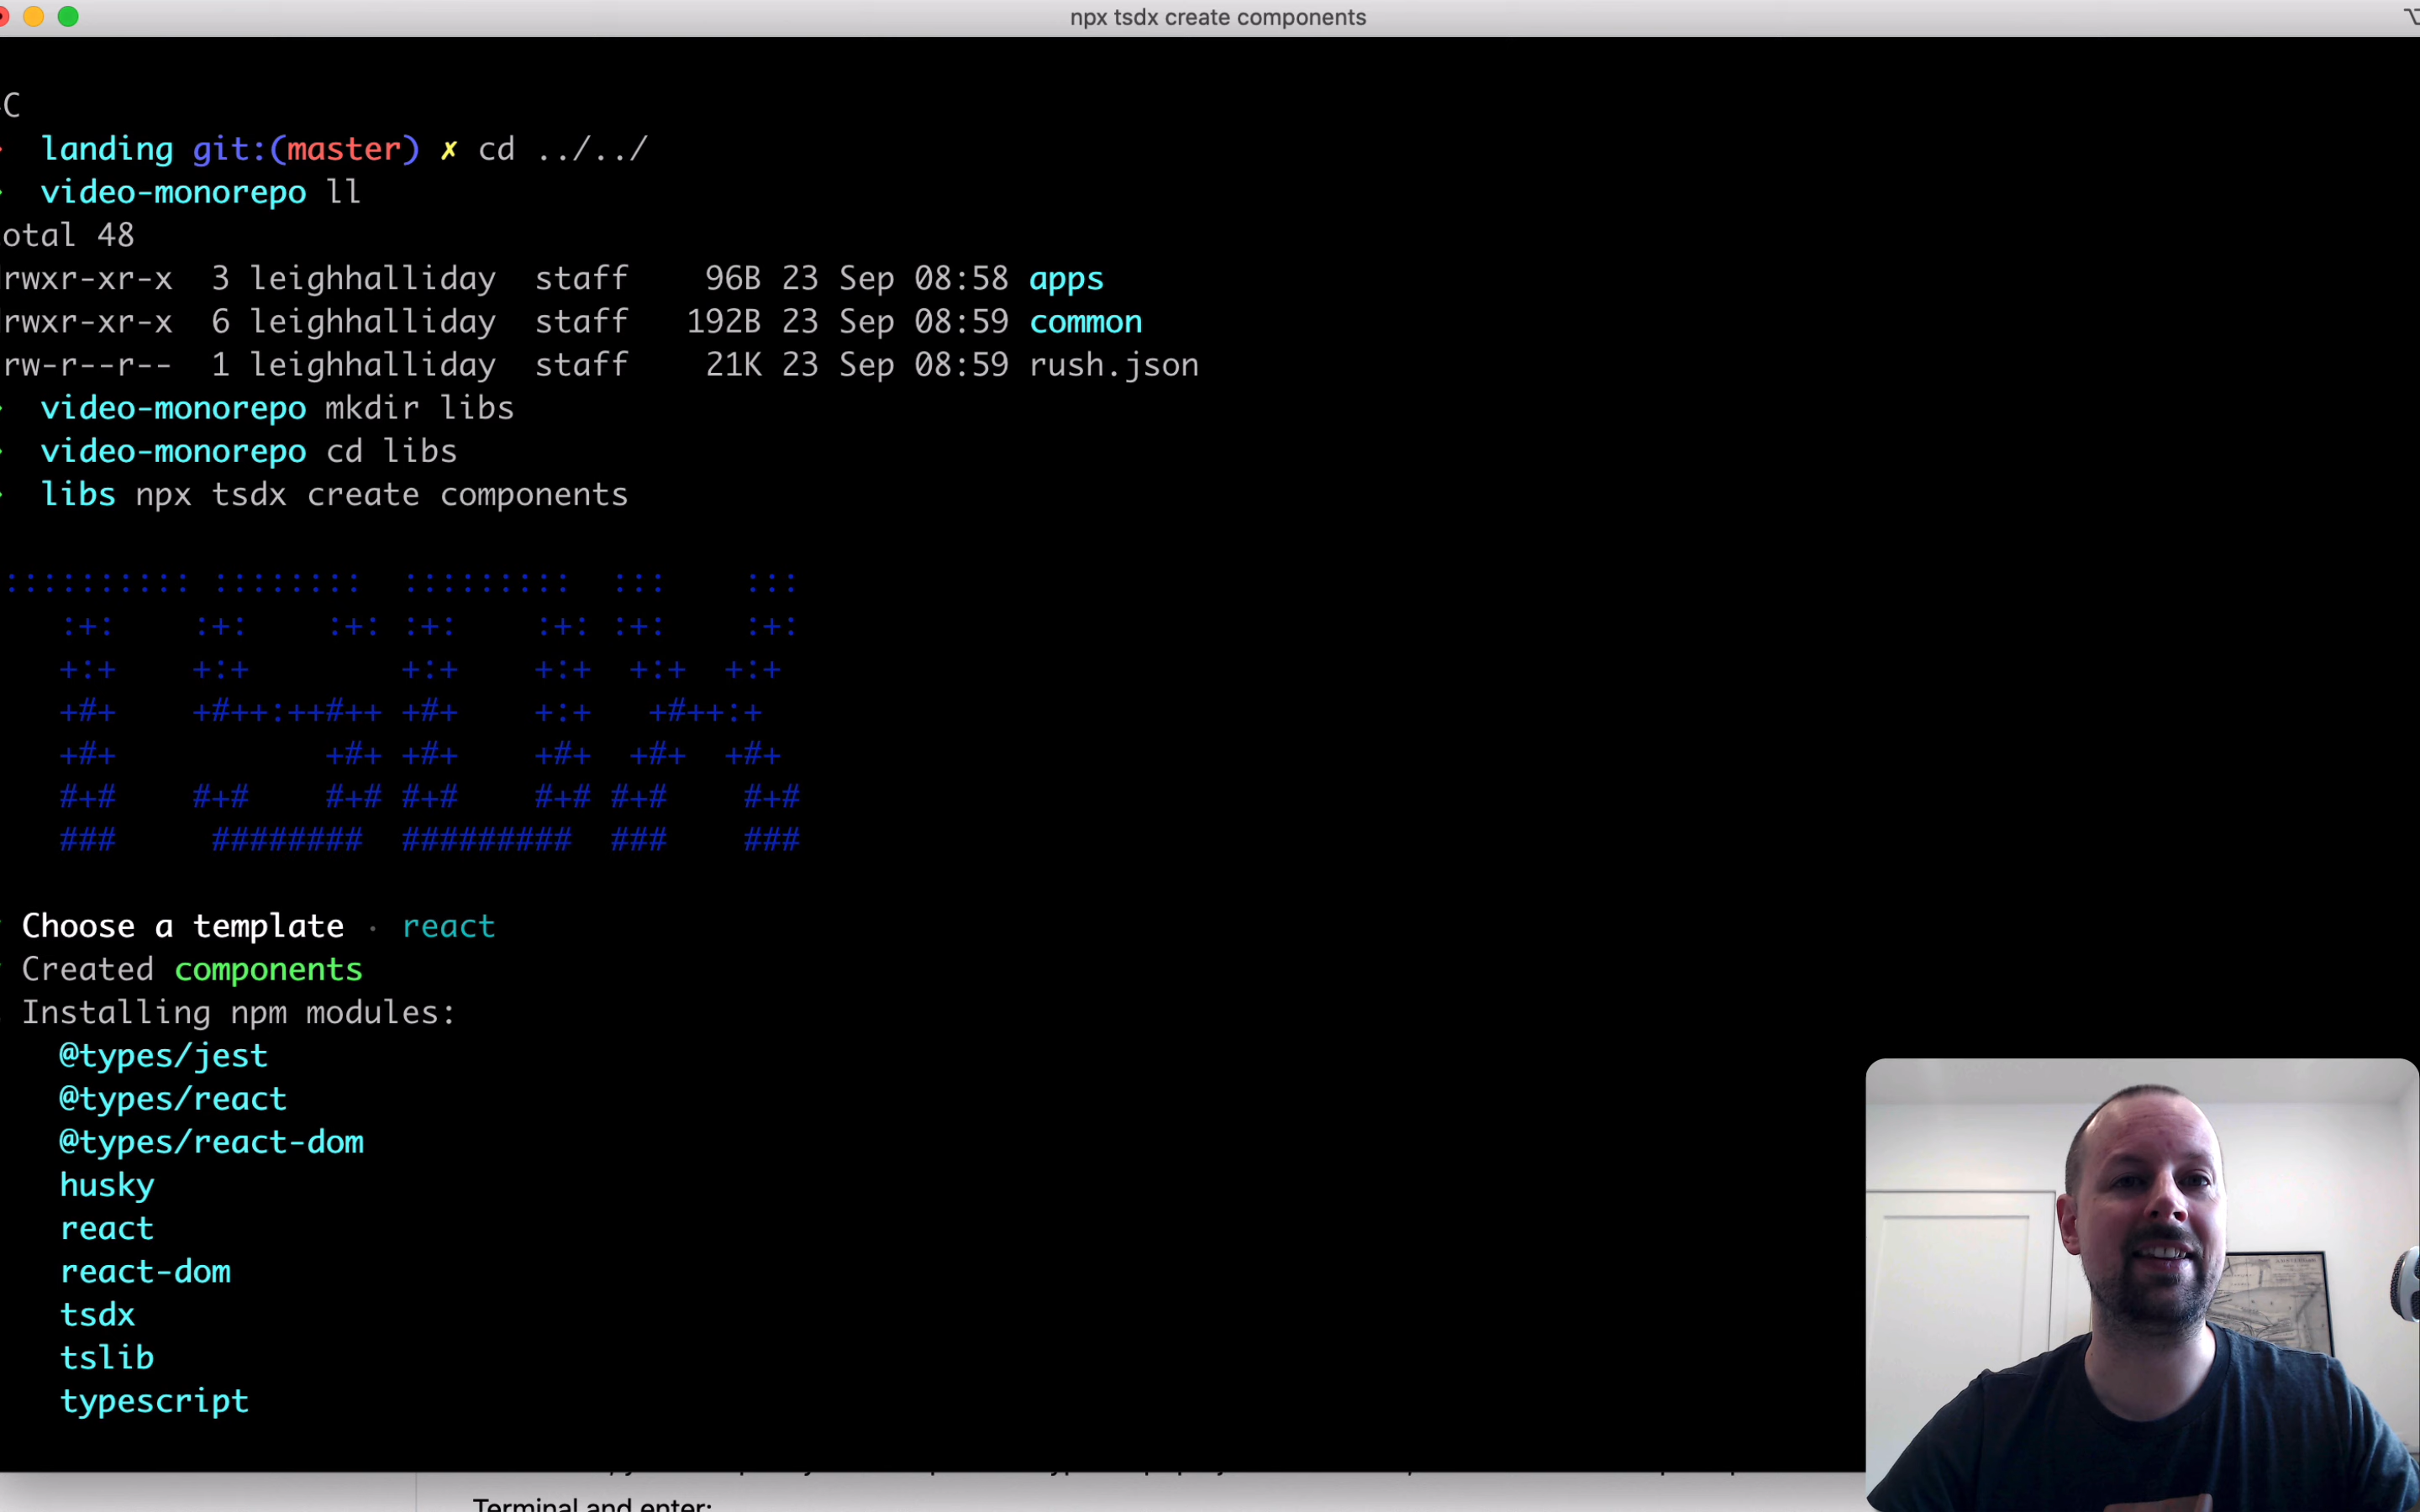 npx tsdx create components
C
landing git:(master) ✗ cd ../../
video-monorepo ll
otal 48
rwxr-xr-x 3 leighhalliday staff 96B 23 Sep 08:58 apps
rwxr-xr-x 6 leighhalliday staff 192B 23 Sep 08:59 common
rw-r--r-- 1 leighhalliday staff 21K 23 Sep 08:59 rush.json
video-monorepo mkdir libs
video-monorepo cd libs
libs npx tsdx create components
:::::::::: :::::::: ::::::::: ::: :::
:+: :+: :+: :+: :+: :+: :+:
+:+ +:+ +:+ +:+ +:+ +:+
+#+ +#++:++#++ +#+ +:+ +#++:+
+#+ +#+ +#+ +#+ +#+ +#+
#+# #+# #+# #+# #+# #+# #+#
### ######## ######### ### ###
Choose a template · react
Created components
Installing npm modules:
@types/jest
@types/react
@types/react-dom
husky
react
react-dom
tsdx
tslib
typescript
Terminal and enter: